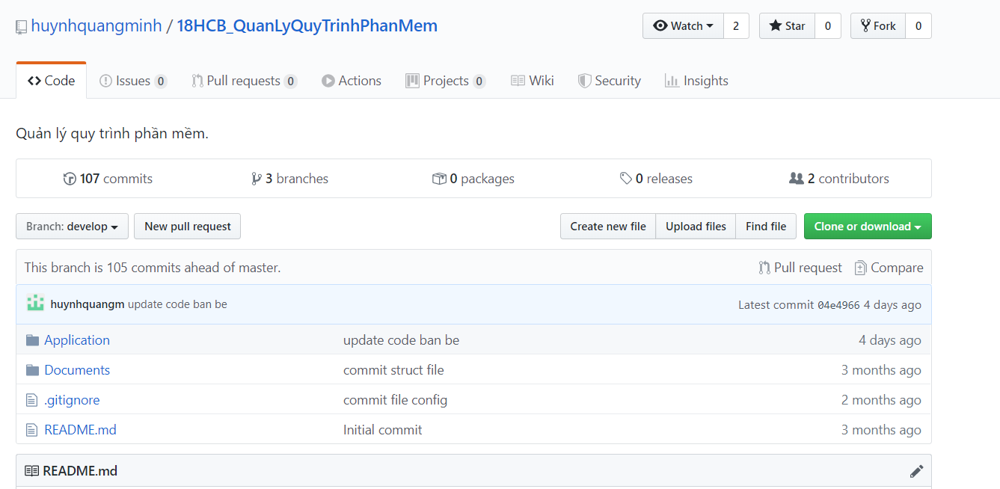 huynhquangminh / 18HCB_QuanLyQuyTrinhPhanMem Watch 2 Star 0 Fork 0
Code Issues 0 Pull requests 0 Actions Projects 0 Wiki Security Insights
Quản lý quy trình phần mềm.
107 commits 3 branches 0 packages 0 releases 2 contributors
Branch: develop New pull request Create new file Upload files Find file Clone or download
This branch is 105 commits ahead of master. Pull request Compare
huynhquangm update code ban be Latest commit 04e4966 4 days ago
Application update code ban be 4 days ago
Documents commit struct file 3 months ago
.gitignore commit file config 2 months ago
README.md Initial commit 3 months ago
README.md